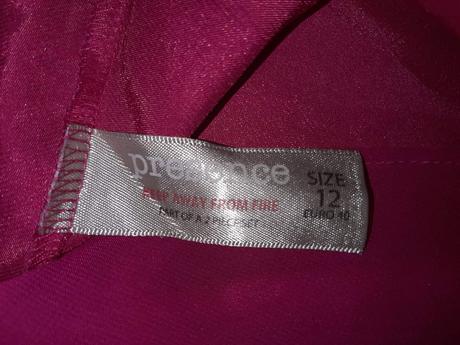 presence
KEEP AWAY FROM FIRE
PART OF A 2 PIECE SET
SIZE
12
EURO 40